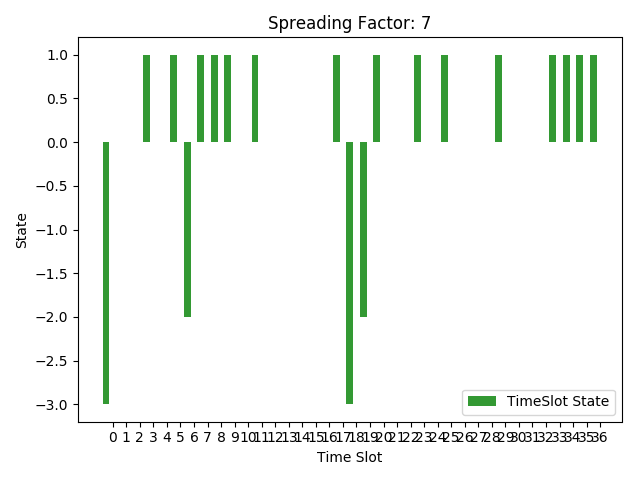 Spreading Factor: 7
1.0
0.5
0.0
−0.5
−1.0
−1.5
−2.0
−2.5
−3.0
State
TimeSlot State
0 1 2 3 4 5 6 7 8 9 10 11 12 13 14 15 16 17 18 19 20 21 22 23 24 25 26 27 28 29 30 31 32 33 34 35 36
Time Slot